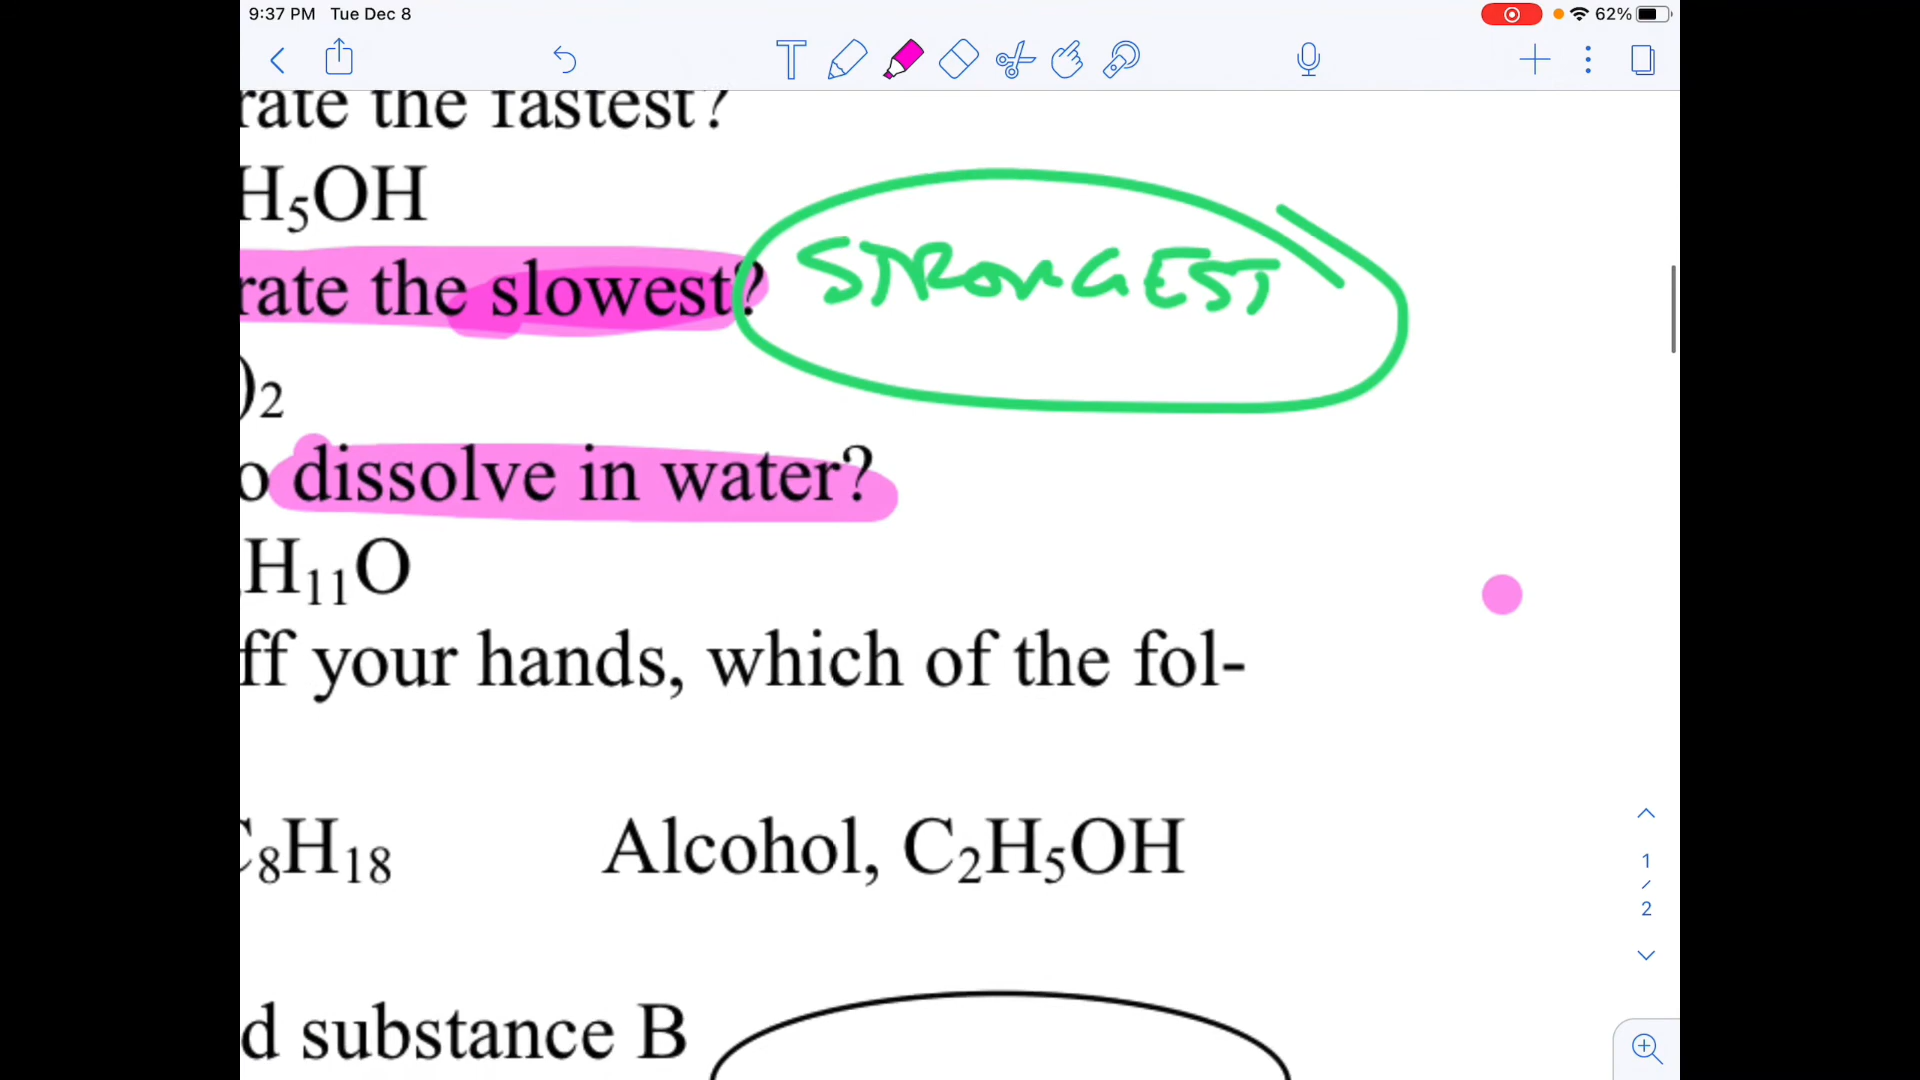 9:37 PM Tue Dec 8
62%
rate the fastest?
H₅OH
rate the slowest? STRONGEST
)₂
o dissolve in water?
H₁₁O
ff your hands, which of the fol-
C₈H₁₈ Alcohol, C₂H₅OH
1
/
2
d substance B